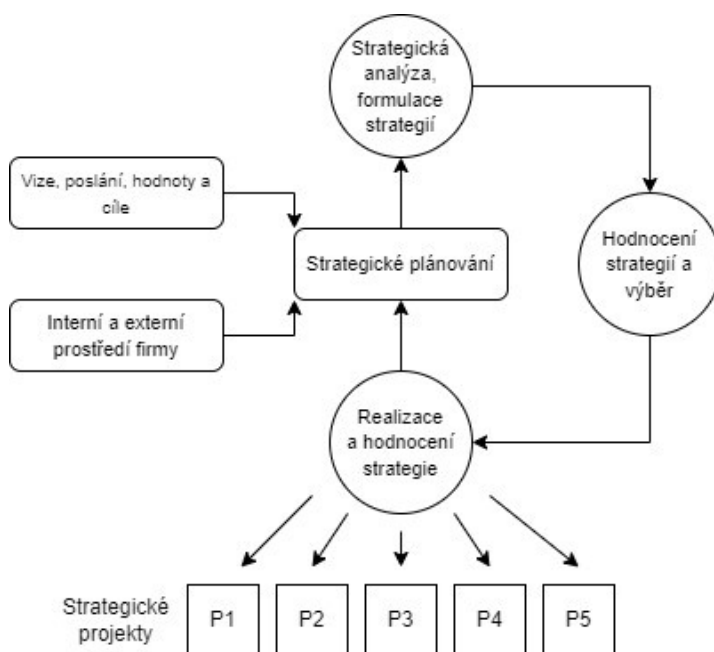 Strategická
analýza,
formulace
strategií
Vize, poslání, hodnoty a
cíle
Strategické plánování
Hodnocení
strategií a
výběr
Interní a externí
prostředí firmy
Realizace
a hodnocení
strategie
Strategické
projekty
P1
P2
P3
P4
P5